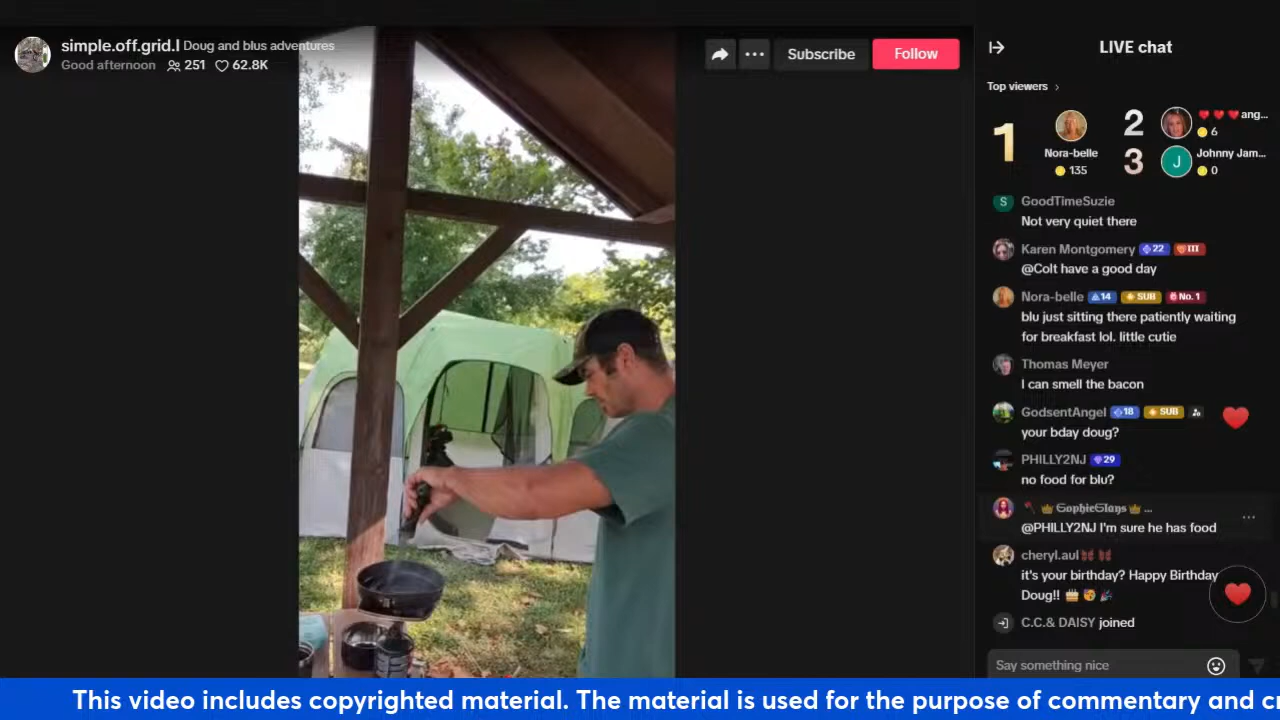 simple.off.grid.l Doug and blus adventures
Good afternoon 251 62.8K
Subscribe
Follow
LIVE chat
Top viewers
1
Nora-belle
135
2
ang...
6
3
J
Johnny Jam...
0
S
GoodTimeSuzie
Not very quiet there
Karen Montgomery 22 III
@Colt have a good day
Nora-belle 14 SUB No. 1
blu just sitting there patiently waiting
for breakfast lol. little cutie
Thomas Meyer
I can smell the bacon
GodsentAngel 18 SUB
your bday doug?
PHILLY2NJ 29
no food for blu?
@PHILLY2NJ I'm sure he has food
cheryl.aul
it's your birthday? Happy Birthday
Doug!! 🎂 🥳 🎉
C.C.& DAISY joined
Say something nice
This video includes copyrighted material. The material is used for the purpose of commentary and